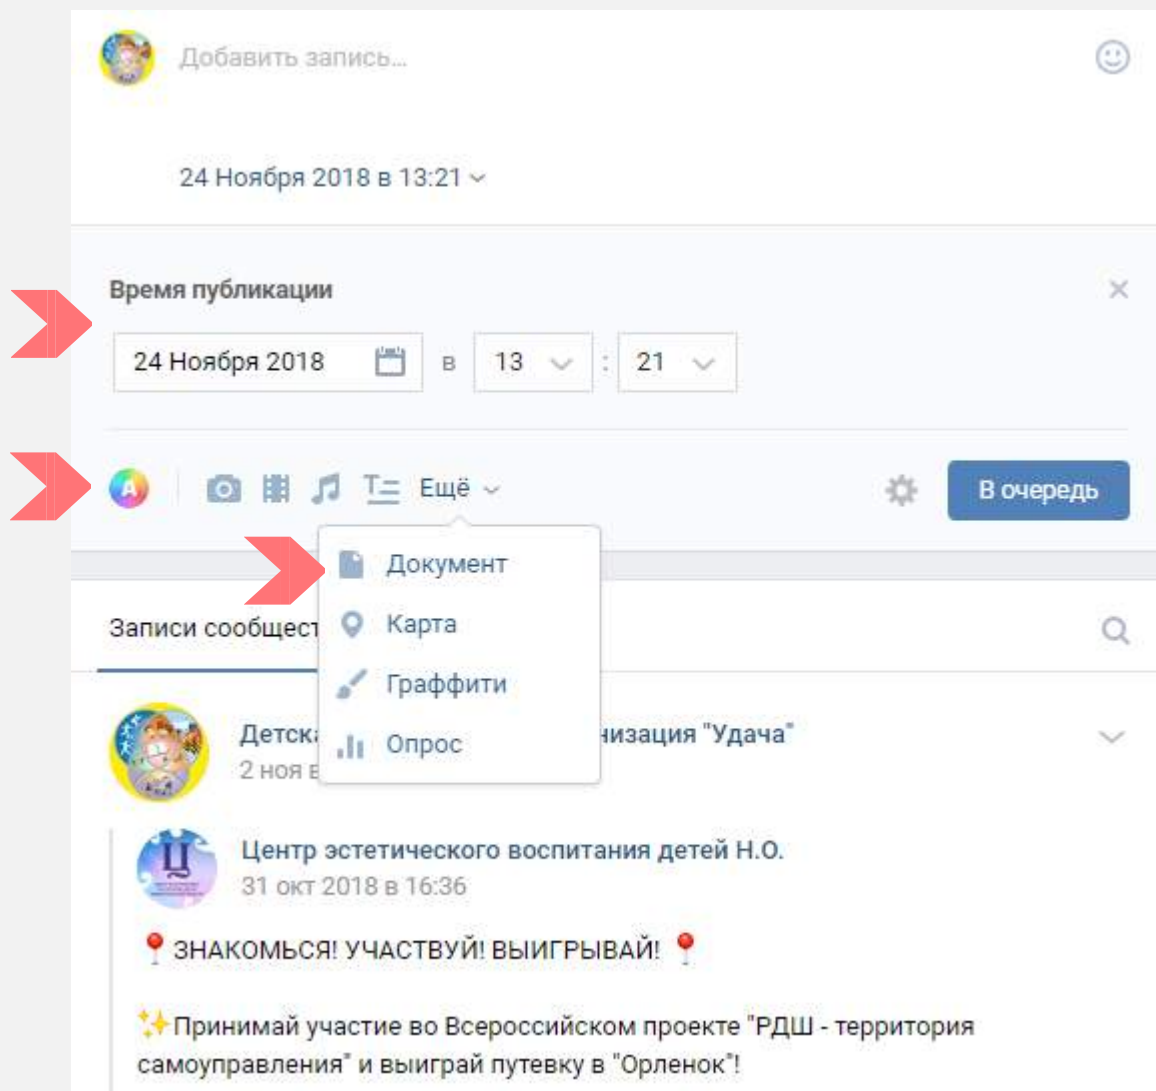 Добавить запись...
24 Ноября 2018 в 13:21
Время публикации
24 Ноября 2018 в 13 : 21
А Ещё В очередь
Документ
Карта
Граффити
Опрос
Записи сообщест
Детска низация "Удача"
2 ноя в
Ц
Центр эстетического воспитания детей Н.О.
31 окт 2018 в 16:36
📍 ЗНАКОМЬСЯ! УЧАСТВУЙ! ВЫИГРЫВАЙ! 📍
✨Принимай участие во Всероссийском проекте "РДШ - территория
самоуправления" и выиграй путевку в "Орленок"!